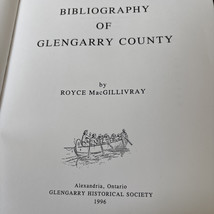 BIBLIOGRAPHY
OF
GLENGARRY COUNTY
by
ROYCE MacGILLIVRAY
Alexandria, Ontario
GLENGARRY HISTORICAL SOCIETY
1996